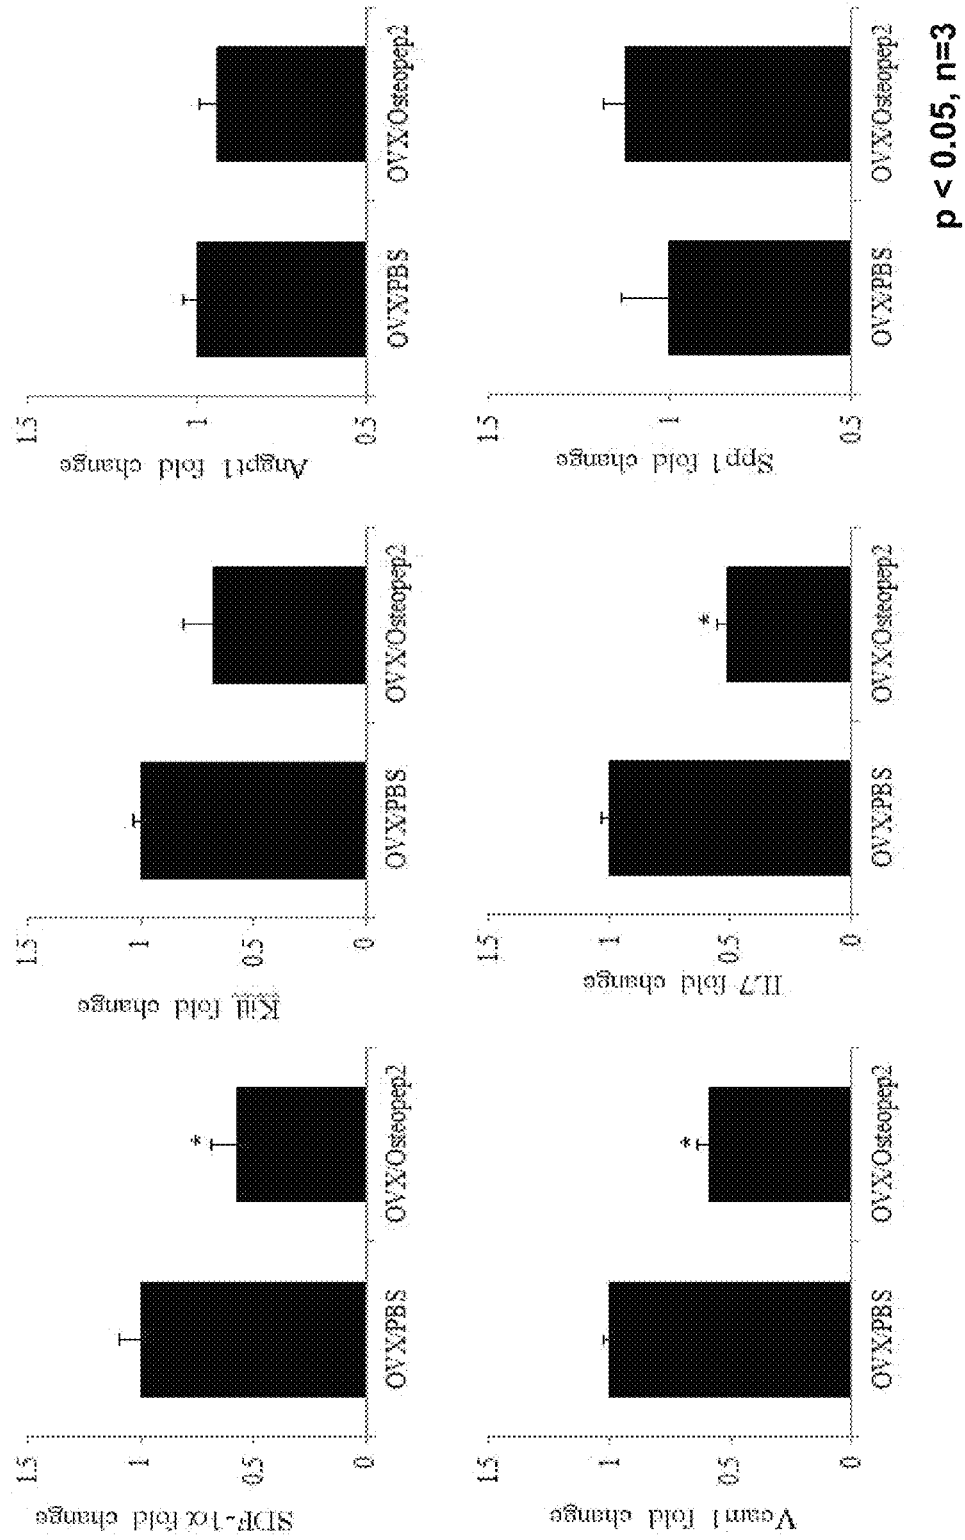 SDF-1α fold change
1.5
1
0.5
0
*
OVX/PBS
OVX/Osteopep2
Kitl fold change
1.5
1
0.5
0
OVX/PBS
OVX/Osteopep2
Angpt1 fold change
1.5
1
0.5
OVX/PBS
OVX/Osteopep2
Vcam1 fold change
1.5
1
0.5
0
*
OVX/PBS
OVX/Osteopep2
IL7 fold change
1.5
1
0.5
0
*
OVX/PBS
OVX/Osteopep2
Spp1 fold change
1.5
1
0.5
OVX/PBS
OVX/Osteopep2
p < 0.05, n=3